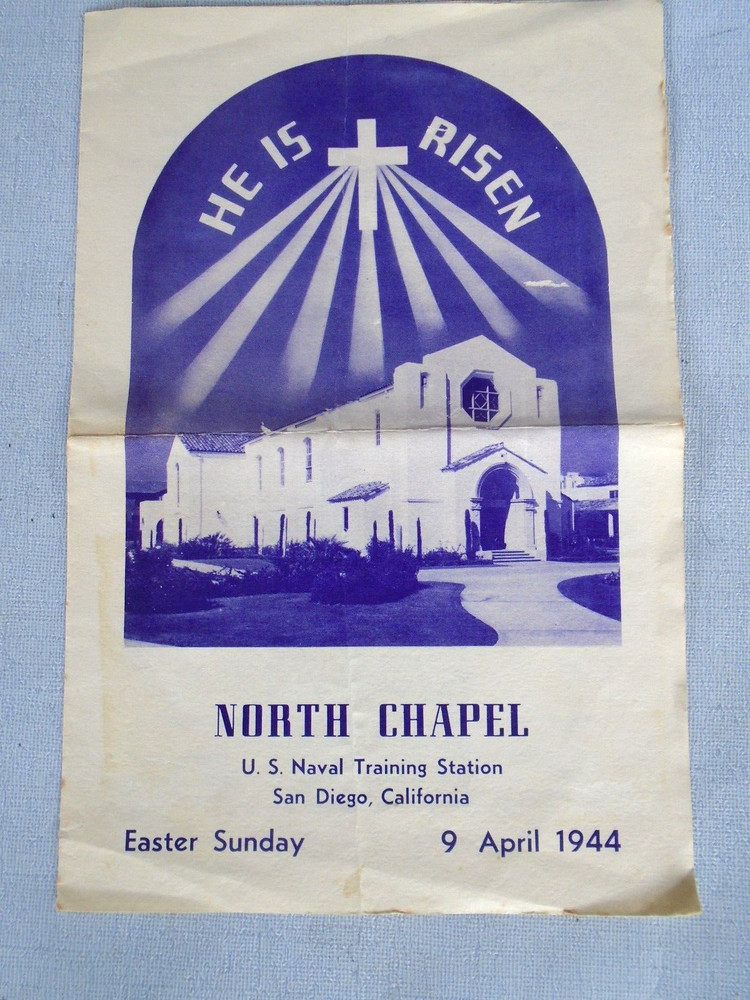 HE IS RISEN
NORTH CHAPEL
U. S. Naval Training Station
San Diego, California
Easter Sunday 9 April 1944